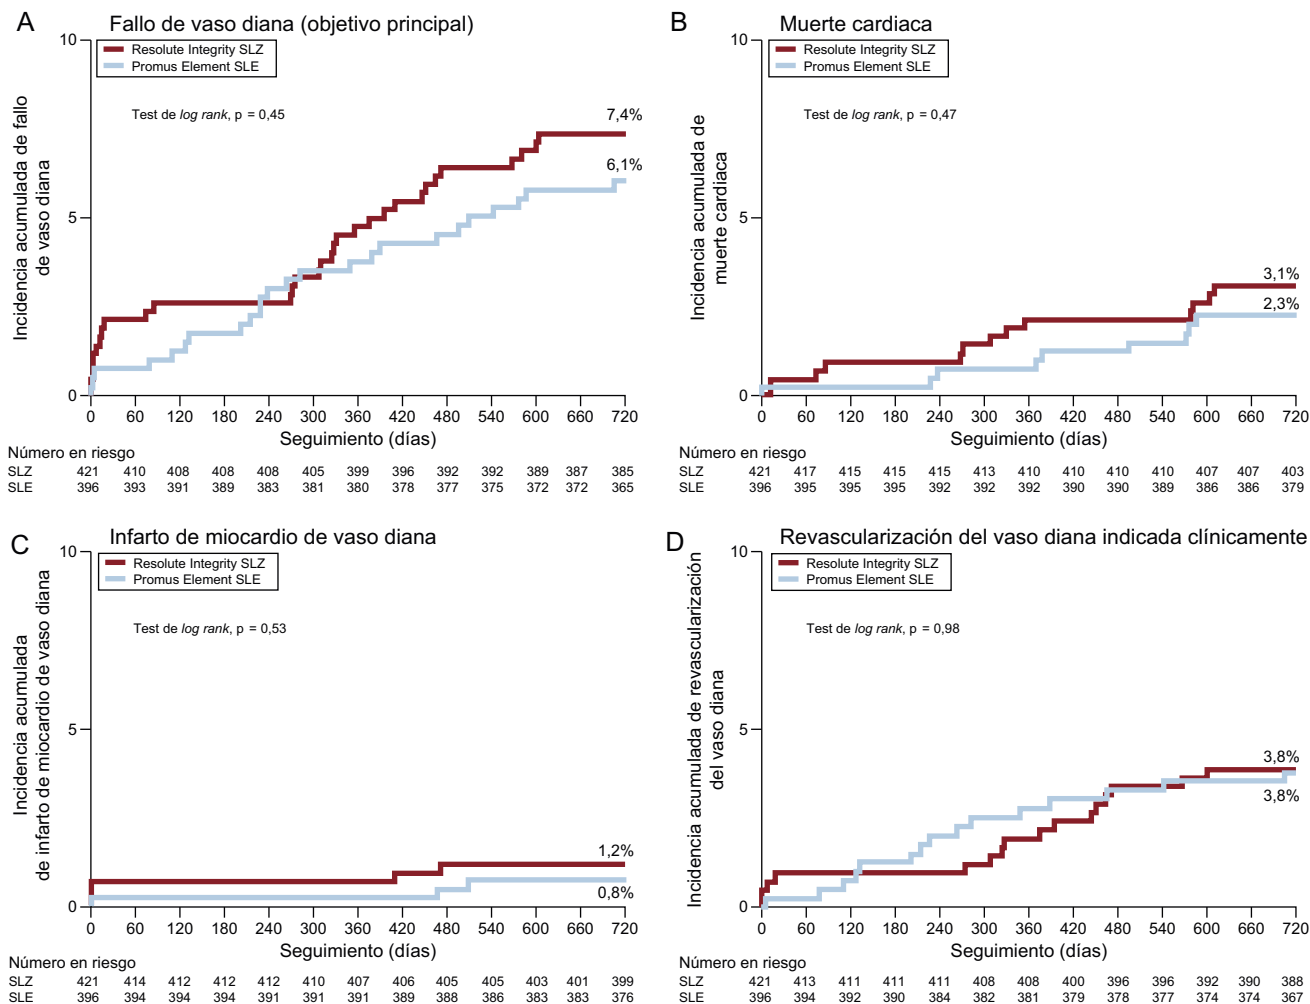 A
Fallo de vaso diana (objetivo principal)
10
Resolute Integrity SLZ
Promus Element SLE
Test de log rank, p = 0,45
7,4%
6,1%
Incidencia acumulada de fallo
de vaso diana
5
0
0 60 120 180 240 300 360 420 480 540 600 660 720
Seguimiento (días)
Número en riesgo
SLZ 421 410 408 408 408 405 399 396 392 392 389 387 385
SLE 396 393 391 389 383 381 380 378 377 375 372 372 365
B
Muerte cardiaca
10
Resolute Integrity SLZ
Promus Element SLE
Test de log rank, p = 0,47
Incidencia acumulada de
muerte cardiaca
5
3,1%
2,3%
0
0 60 120 180 240 300 360 420 480 540 600 660 720
Seguimiento (días)
Número en riesgo
SLZ 421 417 415 415 415 413 410 410 410 410 407 407 403
SLE 396 395 395 395 392 392 392 390 390 389 386 386 379
C
Infarto de miocardio de vaso diana
10
Resolute Integrity SLZ
Promus Element SLE
Test de log rank, p = 0,53
Incidencia acumulada
de infarto de miocardio de vaso diana
5
1,2%
0,8%
0
0 60 120 180 240 300 360 420 480 540 600 660 720
Seguimiento (días)
Número en riesgo
SLZ 421 414 412 412 412 410 407 406 405 405 403 401 399
SLE 396 394 394 394 391 391 391 389 388 386 383 383 376
D
Revascularización del vaso diana indicada clínicamente
10
Resolute Integrity SLZ
Promus Element SLE
Test de log rank, p = 0,98
Incidencia acumulada de revascularización
del vaso diana
5
3,8%
3,8%
0
0 60 120 180 240 300 360 420 480 540 600 660 720
Seguimiento (días)
Número en riesgo
SLZ 421 413 411 411 411 408 408 400 396 396 392 390 388
SLE 396 394 392 390 384 382 381 379 378 377 374 374 367